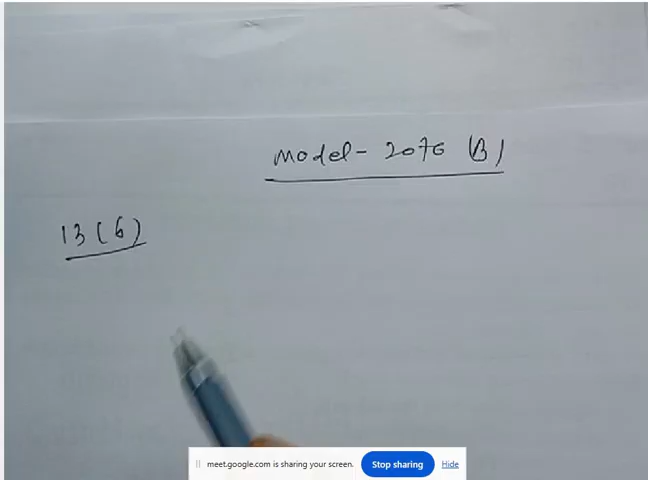 Model - 2076 (B)
13 (b)
meet.google.com is sharing your screen. Stop sharing Hide